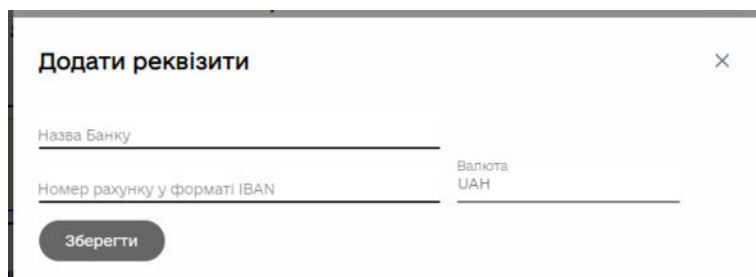 Додати реквізити
Назва Банку
Номер рахунку у форматі IBAN
Валюта
UAH
Зберегти